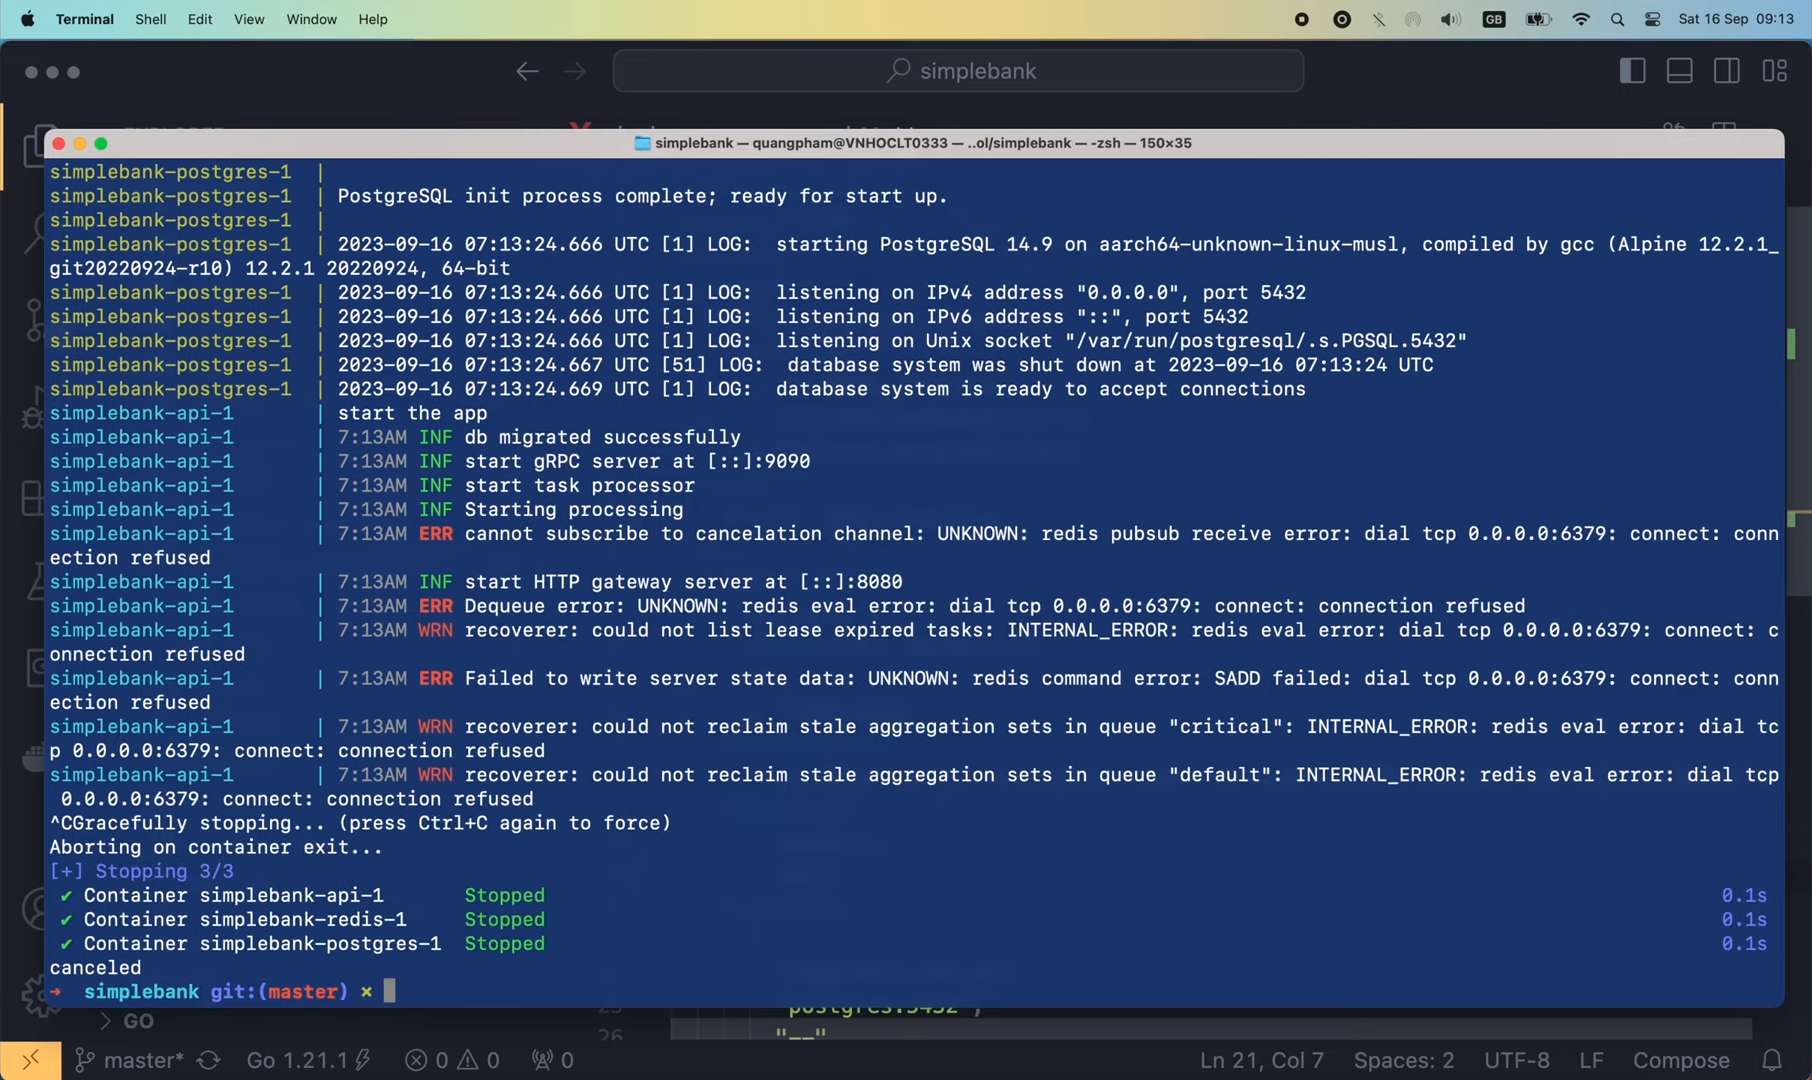 Terminal Shell Edit View Window Help GB Sat 16 Sep 09:13
simplebank
simplebank — quangpham@VNHOCLT0333 — ..ol/simplebank — -zsh — 150×35
simplebank-postgres-1 |
simplebank-postgres-1 | PostgreSQL init process complete; ready for start up.
simplebank-postgres-1 |
simplebank-postgres-1 | 2023-09-16 07:13:24.666 UTC [1] LOG: starting PostgreSQL 14.9 on aarch64-unknown-linux-musl, compiled by gcc (Alpine 12.2.1_
git20220924-r10) 12.2.1 20220924, 64-bit
simplebank-postgres-1 | 2023-09-16 07:13:24.666 UTC [1] LOG: listening on IPv4 address "0.0.0.0", port 5432
simplebank-postgres-1 | 2023-09-16 07:13:24.666 UTC [1] LOG: listening on IPv6 address "::", port 5432
simplebank-postgres-1 | 2023-09-16 07:13:24.666 UTC [1] LOG: listening on Unix socket "/var/run/postgresql/.s.PGSQL.5432"
simplebank-postgres-1 | 2023-09-16 07:13:24.667 UTC [51] LOG: database system was shut down at 2023-09-16 07:13:24 UTC
simplebank-postgres-1 | 2023-09-16 07:13:24.669 UTC [1] LOG: database system is ready to accept connections
simplebank-api-1 | start the app
simplebank-api-1 | 7:13AM INF db migrated successfully
simplebank-api-1 | 7:13AM INF start gRPC server at [::]:9090
simplebank-api-1 | 7:13AM INF start task processor
simplebank-api-1 | 7:13AM INF Starting processing
simplebank-api-1 | 7:13AM ERR cannot subscribe to cancelation channel: UNKNOWN: redis pubsub receive error: dial tcp 0.0.0.0:6379: connect: conn
ection refused
simplebank-api-1 | 7:13AM INF start HTTP gateway server at [::]:8080
simplebank-api-1 | 7:13AM ERR Dequeue error: UNKNOWN: redis eval error: dial tcp 0.0.0.0:6379: connect: connection refused
simplebank-api-1 | 7:13AM WRN recoverer: could not list lease expired tasks: INTERNAL_ERROR: redis eval error: dial tcp 0.0.0.0:6379: connect: c
onnection refused
simplebank-api-1 | 7:13AM ERR Failed to write server state data: UNKNOWN: redis command error: SADD failed: dial tcp 0.0.0.0:6379: connect: conn
ection refused
simplebank-api-1 | 7:13AM WRN recoverer: could not reclaim stale aggregation sets in queue "critical": INTERNAL_ERROR: redis eval error: dial tc
p 0.0.0.0:6379: connect: connection refused
simplebank-api-1 | 7:13AM WRN recoverer: could not reclaim stale aggregation sets in queue "default": INTERNAL_ERROR: redis eval error: dial tcp
0.0.0.0:6379: connect: connection refused
^CGracefully stopping... (press Ctrl+C again to force)
Aborting on container exit...
[+] Stopping 3/3
✔ Container simplebank-api-1 Stopped 0.1s
✔ Container simplebank-redis-1 Stopped 0.1s
✔ Container simplebank-postgres-1 Stopped 0.1s
canceled
➜ simplebank git:(master) ✗
> GO
26 "__"
master* Go 1.21.1 0 0 0 Ln 21, Col 7 Spaces: 2 UTF-8 LF Compose